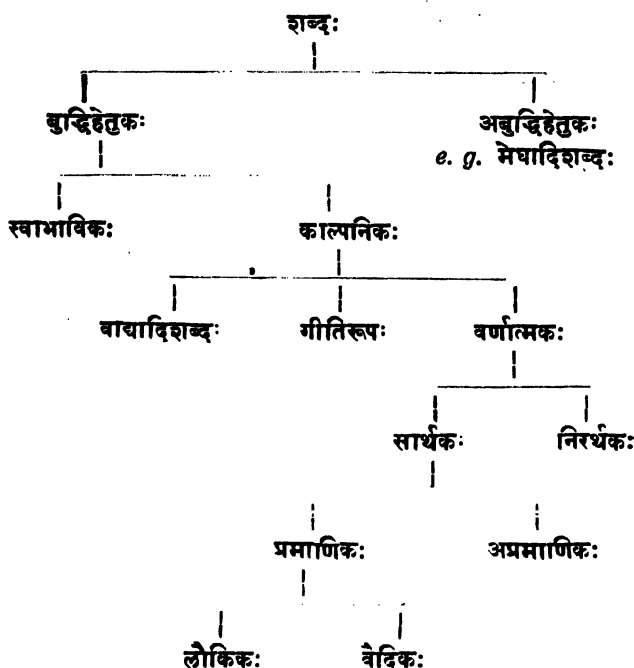 शब्दः
बुद्धिहेतुकः अबुद्धिहेतुकः
e. g. मेघादिशब्दः
स्वाभाविकः काल्पनिकः
वाद्यादिशब्दः गीतिरूपः वर्णात्मकः
सार्थकः निरर्थकः
प्रमाणिकः अप्रमाणिकः
लौकिकः वैदिकः